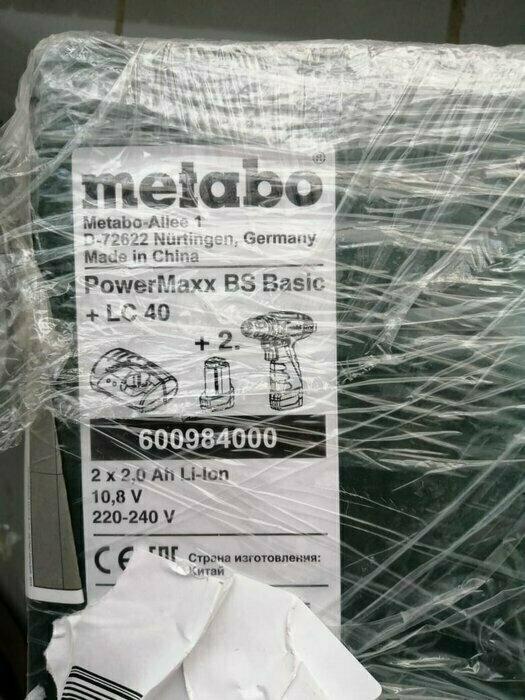 metabo®
Metabo-Allee 1
D-72622 Nürtingen, Germany
Made in China
PowerMaxx BS Basic
+ LC 40
+ 2.
600984000
2 x 2,0 Ah Li-Ion
10,8 V
220-240 V
CE EAC Страна изготовления:
Китай